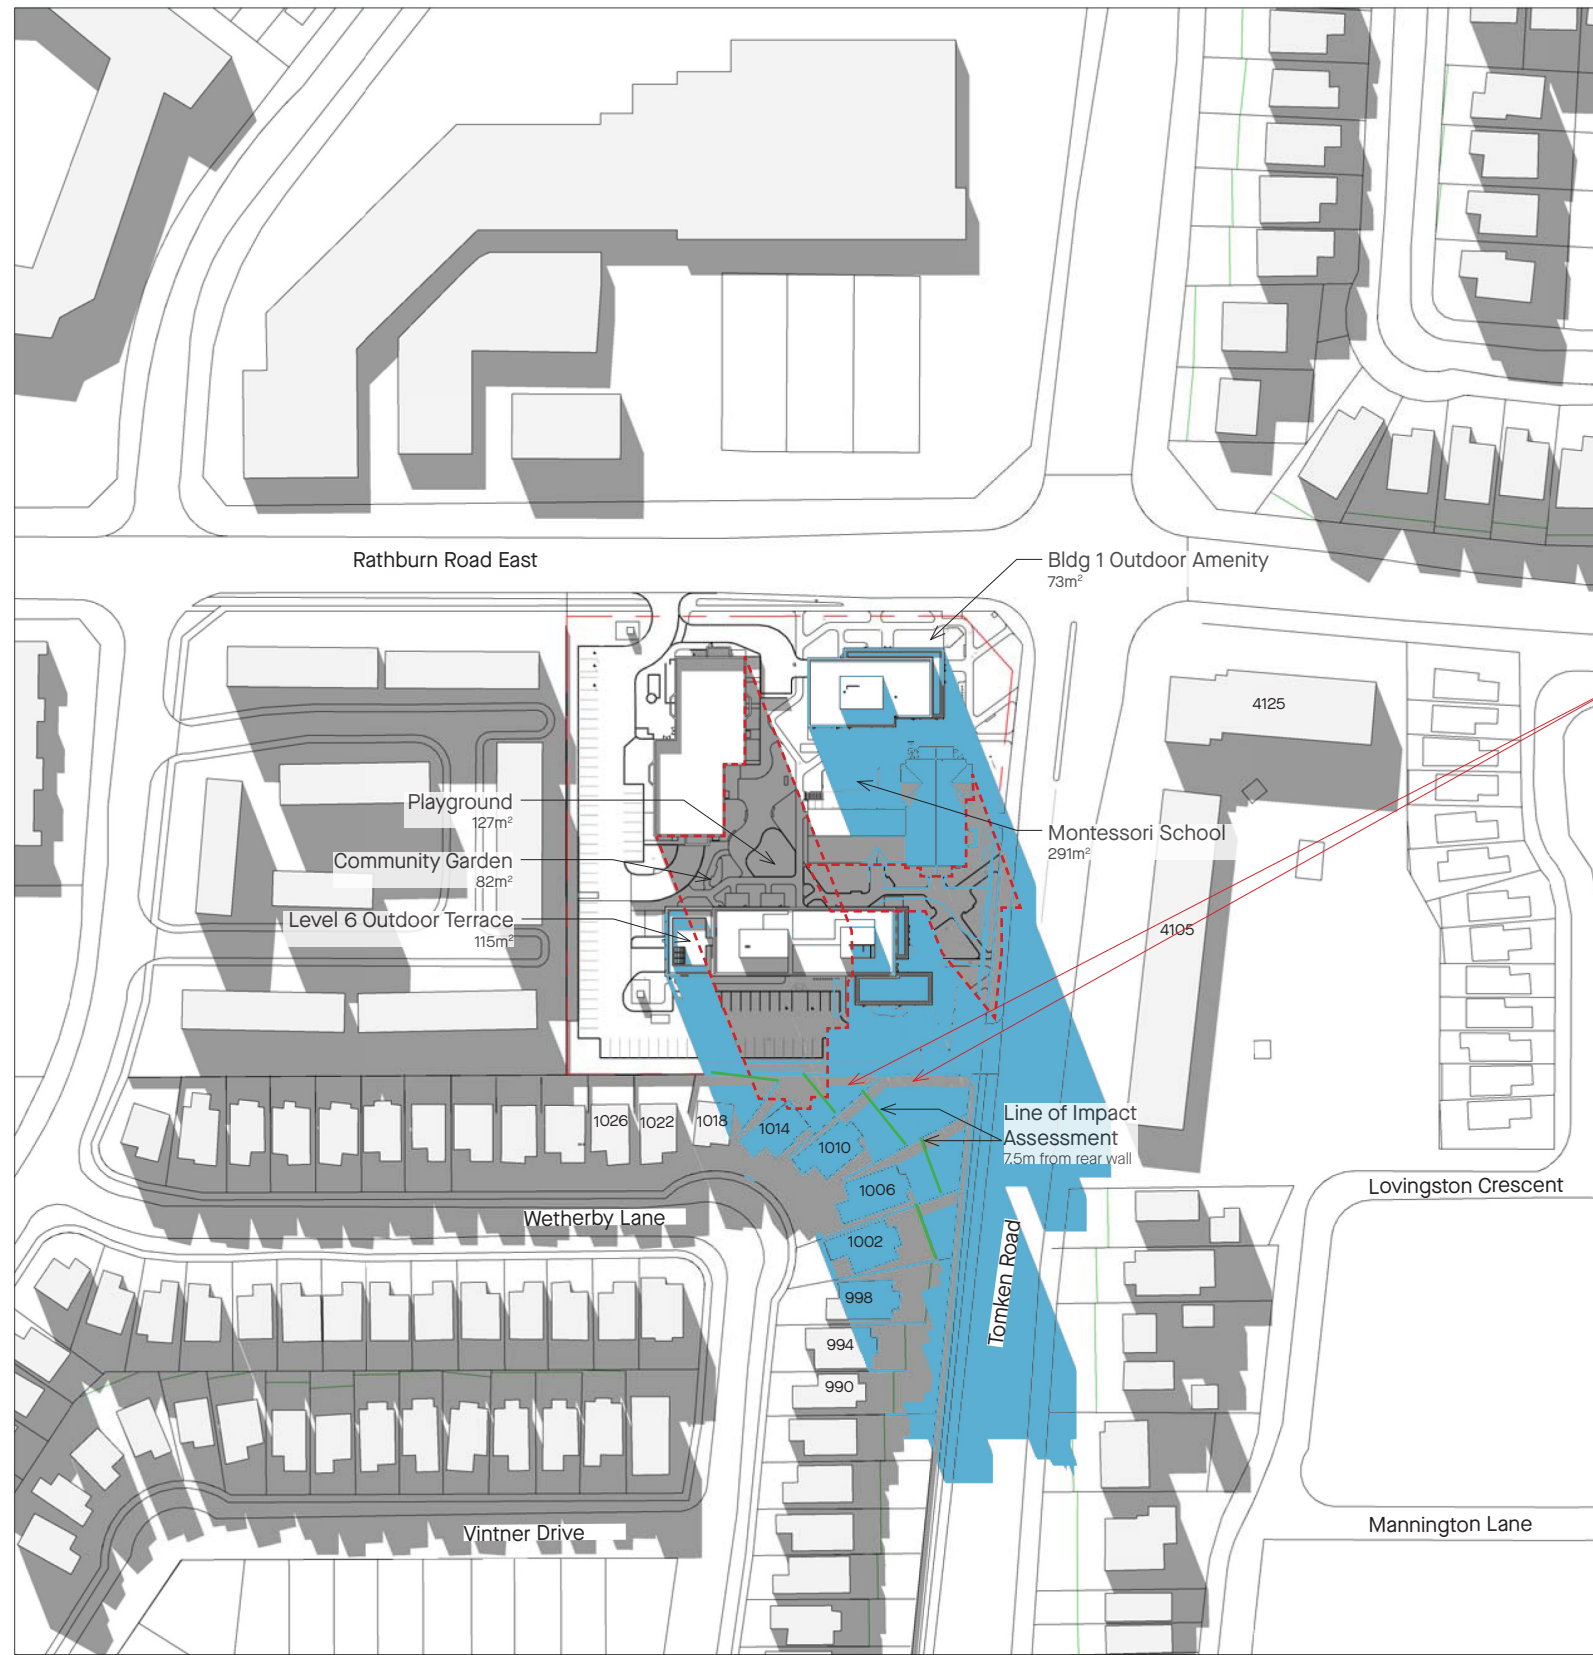 Rathburn Road East
Bldg 1 Outdoor Amenity
73m²
4125
Playground
127m²
Montessori School
291m²
Community Garden
82m²
Level 6 Outdoor Terrace
115m²
4105
Line of Impact
Assessment
7.5m from rear wall
1026
1022
1018
1014
1010
1006
1002
998
994
990
Lovingston Crescent
Wetherby Lane
Tomken Road
Vintner Drive
Mannington Lane